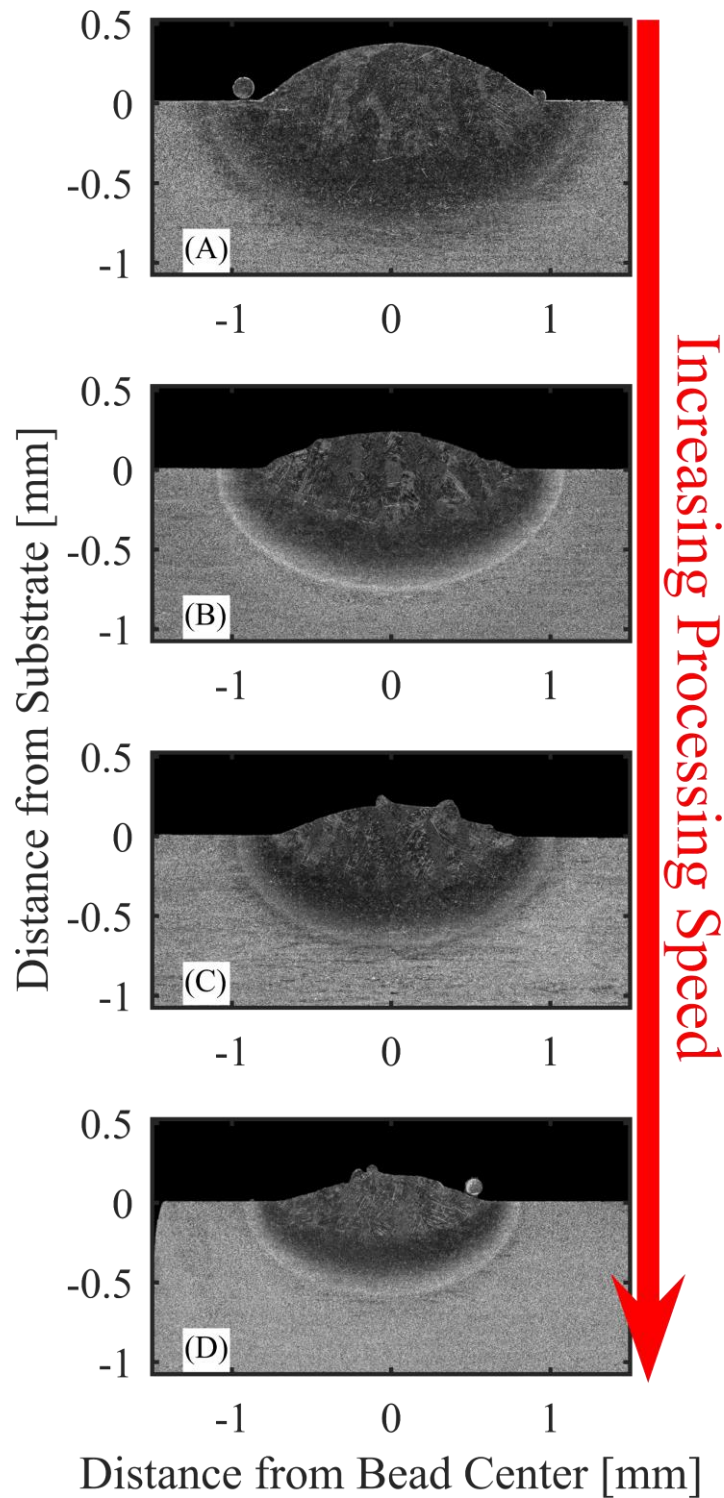 0.5
0
-0.5
-1
(A)
-1 0 1
0.5
0
-0.5
-1
(B)
-1 0 1
0.5
0
-0.5
-1
(C)
-1 0 1
0.5
0
-0.5
-1
(D)
-1 0 1
Distance from Substrate [mm]
Distance from Bead Center [mm]
Increasing Processing Speed